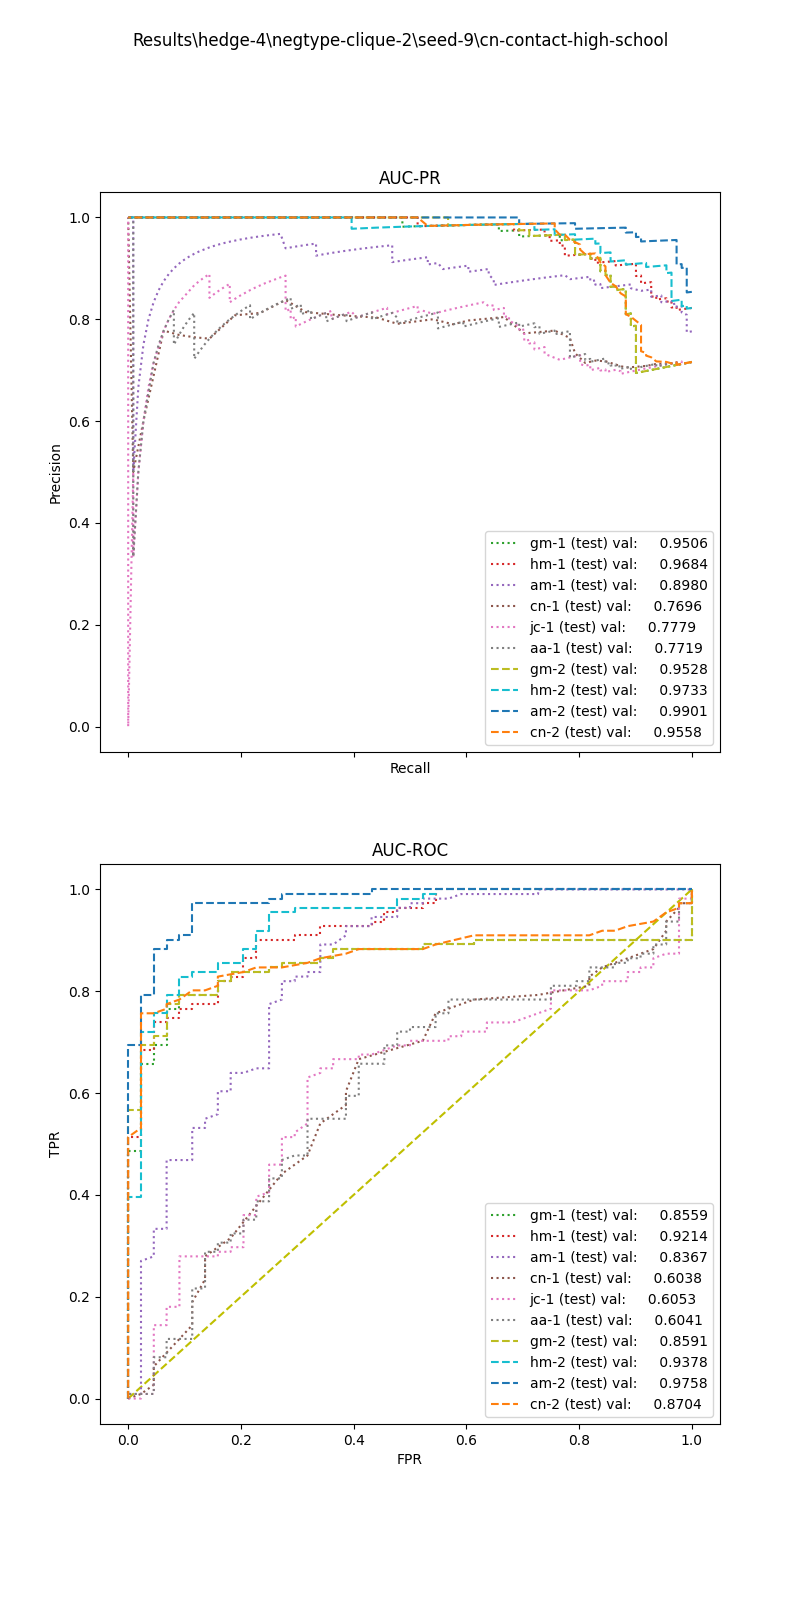 Results\hedge-4\negtype-clique-2\seed-9\cn-contact-high-school
AUC-PR
1.0
0.8
0.6
0.4
0.2
0.0
Precision
Recall
gm-1 (test) val: 0.9506
hm-1 (test) val: 0.9684
am-1 (test) val: 0.8980
cn-1 (test) val: 0.7696
jc-1 (test) val: 0.7779
aa-1 (test) val: 0.7719
gm-2 (test) val: 0.9528
hm-2 (test) val: 0.9733
am-2 (test) val: 0.9901
cn-2 (test) val: 0.9558
AUC-ROC
1.0
0.8
0.6
0.4
0.2
0.0
TPR
gm-1 (test) val: 0.8559
hm-1 (test) val: 0.9214
am-1 (test) val: 0.8367
cn-1 (test) val: 0.6038
jc-1 (test) val: 0.6053
aa-1 (test) val: 0.6041
gm-2 (test) val: 0.8591
hm-2 (test) val: 0.9378
am-2 (test) val: 0.9758
cn-2 (test) val: 0.8704
0.0 0.2 0.4 0.6 0.8 1.0
FPR